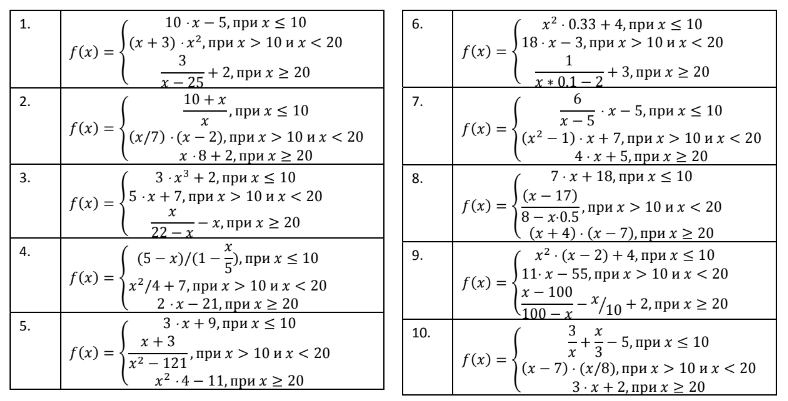 1. f(x) = { 10 · x − 5, при x ≤ 10
(x + 3) · x², при x > 10 и x < 20
3/(x − 25) + 2, при x ≥ 20
2. f(x) = { (10 + x)/x, при x ≤ 10
(x/7) · (x − 2), при x > 10 и x < 20
x · 8 + 2, при x ≥ 20
3. f(x) = { 3 · x³ + 2, при x ≤ 10
5 · x + 7, при x > 10 и x < 20
x/(22 − x) − x, при x ≥ 20
4. f(x) = { (5 − x)/(1 − x/5), при x ≤ 10
x²/4 + 7, при x > 10 и x < 20
2 · x − 21, при x ≥ 20
5. f(x) = { 3 · x + 9, при x ≤ 10
(x + 3)/(x² − 121), при x > 10 и x < 20
x² · 4 − 11, при x ≥ 20
6. f(x) = { x² · 0.33 + 4, при x ≤ 10
18 · x − 3, при x > 10 и x < 20
1/(x * 0.1 − 2) + 3, при x ≥ 20
7. f(x) = { 6/(x − 5) · x − 5, при x ≤ 10
(x² − 1) · x + 7, при x > 10 и x < 20
4 · x + 5, при x ≥ 20
8. f(x) = { 7 · x + 18, при x ≤ 10
(x − 17)/(8 − x·0.5), при x > 10 и x < 20
(x + 4) · (x − 7), при x ≥ 20
9. f(x) = { x² · (x − 2) + 4, при x ≤ 10
11· x − 55, при x > 10 и x < 20
(x − 100)/(100 − x) − x/10 + 2, при x ≥ 20
10. f(x) = { 3/x + x/3 − 5, при x ≤ 10
(x − 7) · (x/8), при x > 10 и x < 20
3 · x + 2, при x ≥ 20